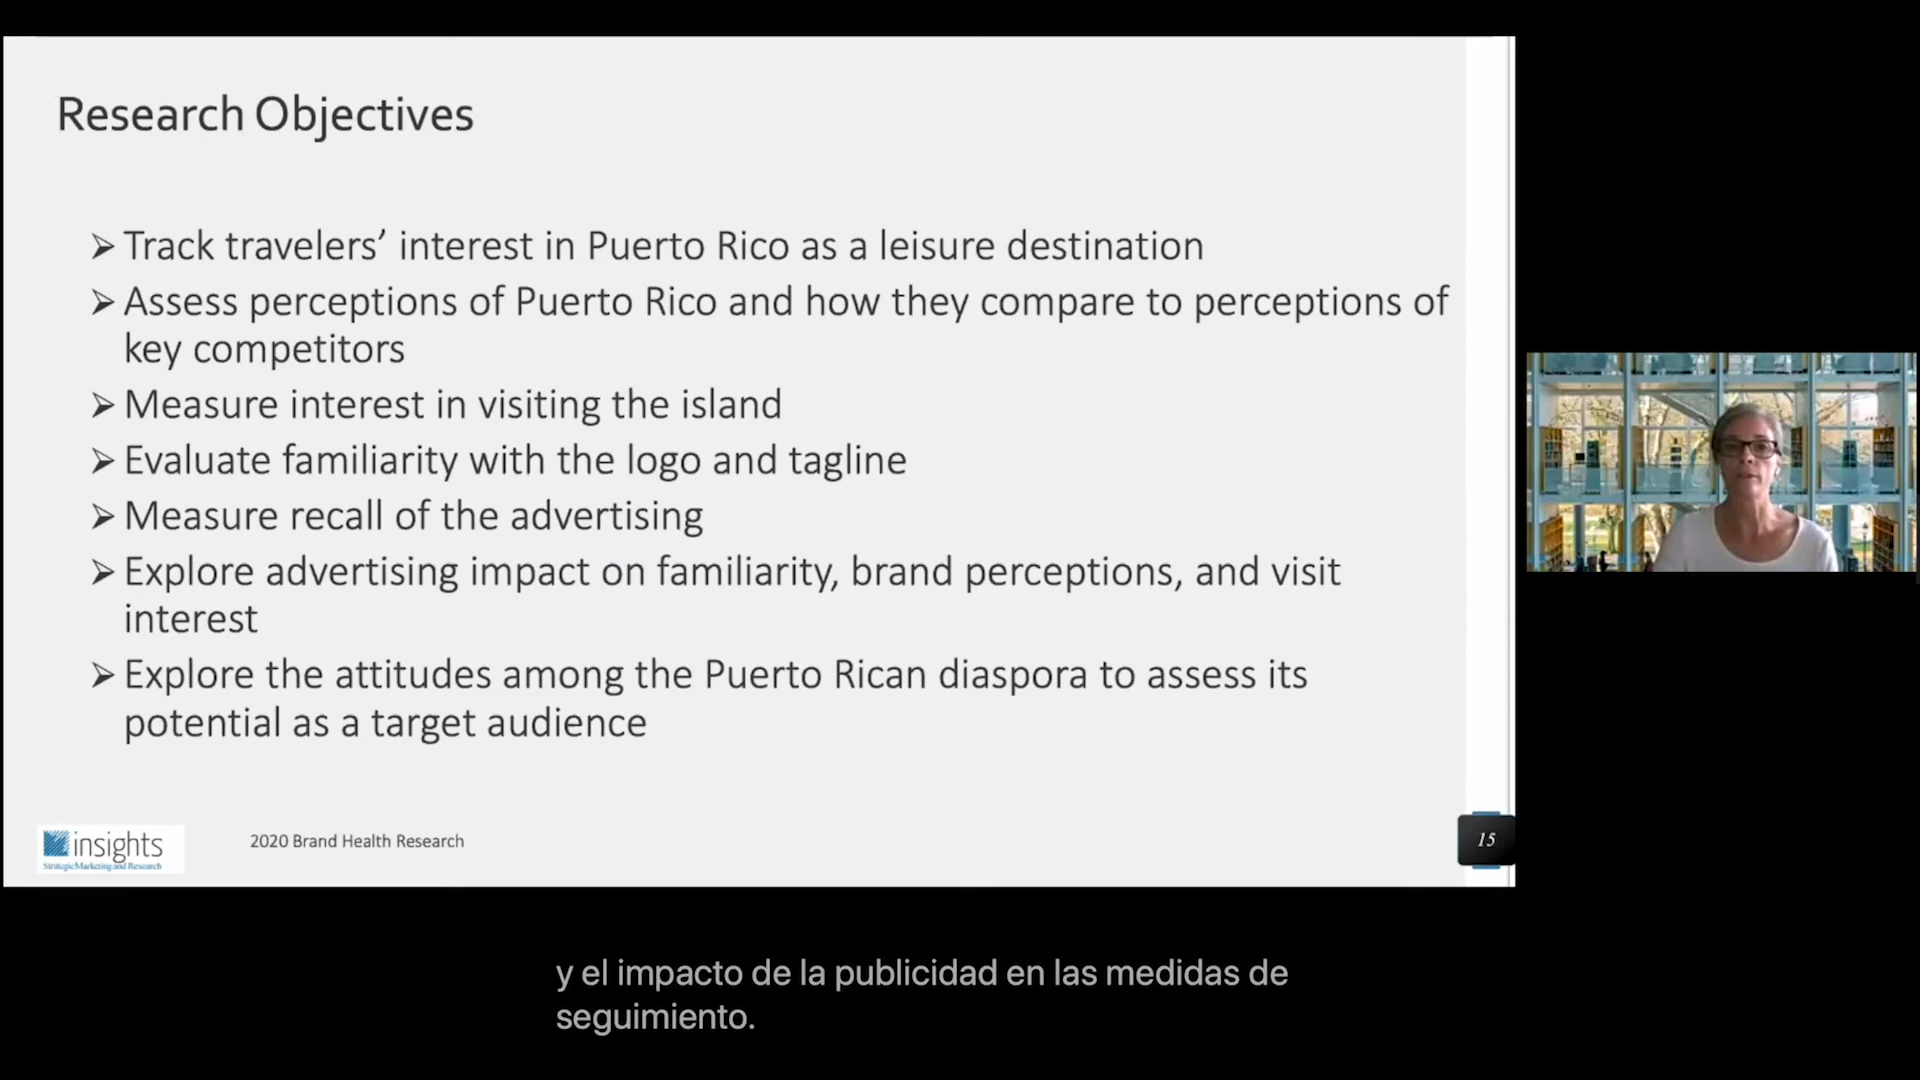 Research Objectives
➢ Track travelers’ interest in Puerto Rico as a leisure destination
➢ Assess perceptions of Puerto Rico and how they compare to perceptions of
key competitors
➢ Measure interest in visiting the island
➢ Evaluate familiarity with the logo and tagline
➢ Measure recall of the advertising
➢ Explore advertising impact on familiarity, brand perceptions, and visit
interest
➢ Explore the attitudes among the Puerto Rican diaspora to assess its
potential as a target audience
insights
Strategic Marketing and Research
2020 Brand Health Research
15
y el impacto de la publicidad en las medidas de
seguimiento.